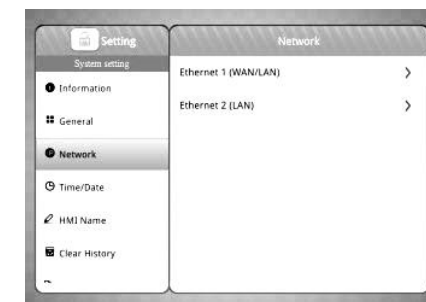 Setting
System setting
Information
General
Network
Time/Date
HMI Name
Clear History
Network
Ethernet 1 (WAN/LAN)
Ethernet 2 (LAN)